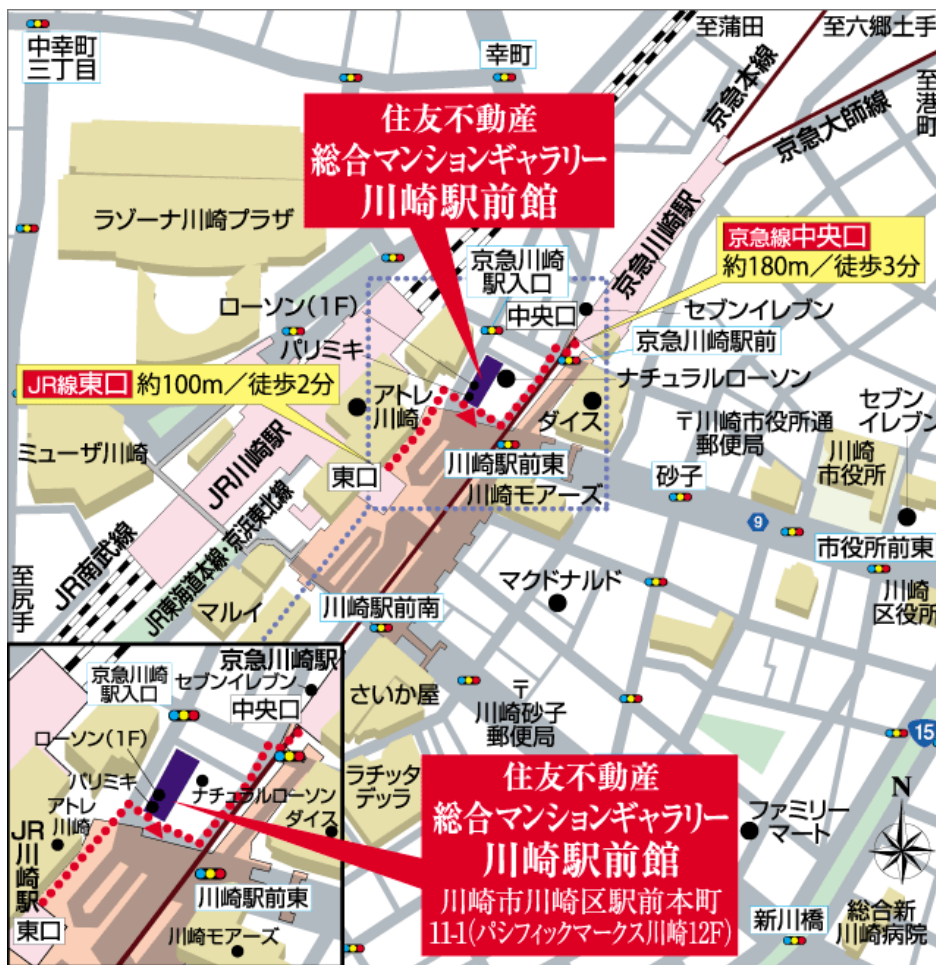 至蒲田
至六郷土手
中幸町
三丁目
幸町
京急本線
至港町
京急大師線
住友不動産
総合マンションギャラリー
川崎駅前館
ラゾーナ川崎プラザ
京急川崎駅
京急線中央口
約180m/徒歩3分
京急川崎
駅入口
ローソン(1F)
中央口
セブンイレブン
パリミキ
京急川崎駅前
JR線東口 約100m/徒歩2分
アトレ
川崎
ナチュラルローソン
ダイス
セブン
イレブン
〒川崎市役所通
郵便局
川崎
市役所
ミューザ川崎
JR川崎駅
東口
川崎駅前東
川崎モアーズ
砂子
9
市役所前東
JR南武線
JR東海道本線・京浜東北線
至尻手
マルイ
川崎駅前南
マクドナルド
川崎
区役所
さいか屋
〒
川崎砂子
郵便局
15
ラチッタ
デッラ
ファミリー
マート
N
新川橋
総合新
川崎病院
京急川崎駅
京急川崎
駅入口
セブンイレブン
中央口
ローソン(1F)
パリミキ
アトレ
川崎
ナチュラルローソン
ダイス
JR川崎駅
東口
川崎駅前東
川崎モアーズ
住友不動産
総合マンションギャラリー
川崎駅前館
川崎市川崎区駅前本町
11-1(パシフィックマークス川崎12F)